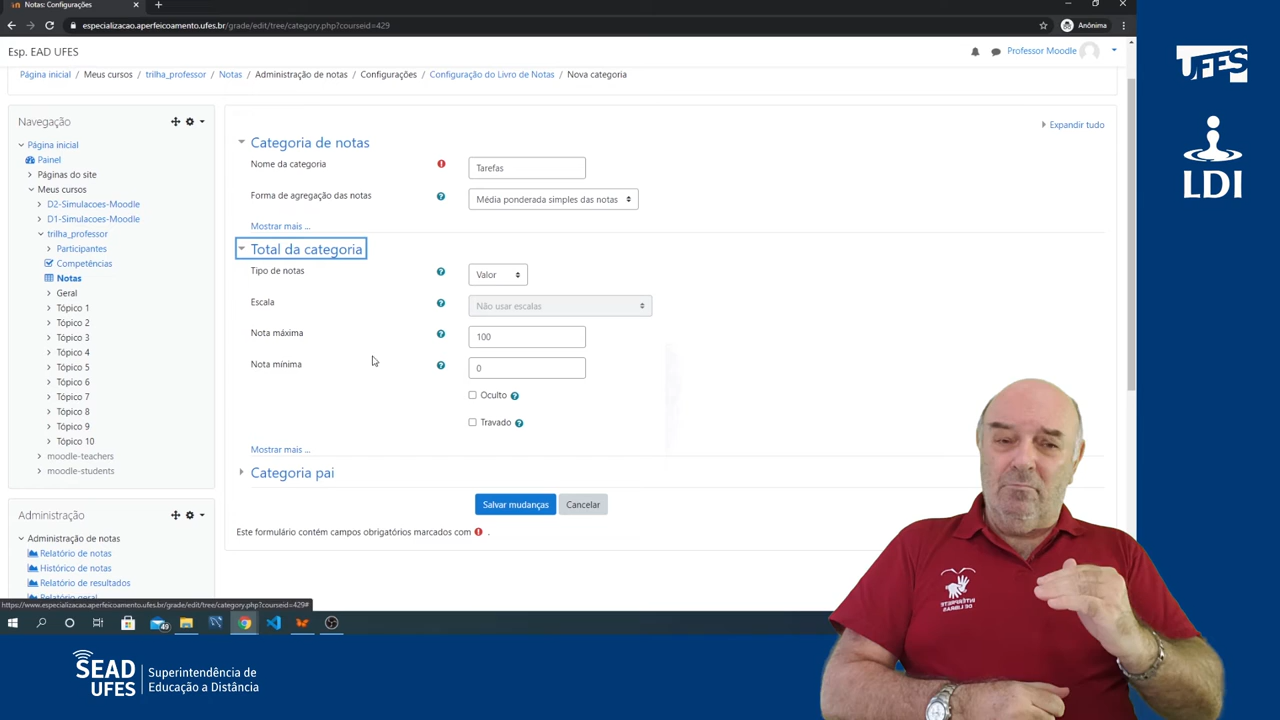 Notas: Configurações
especializacao.aperfeicoamento.ufes.br/grade/edit/tree/category.php?courseid=429
Anônima
Esp. EAD UFES
Professor Moodle
Página inicial / Meus cursos / trilha_professor / Notas / Administração de notas / Configurações / Configuração do Livro de Notas / Nova categoria
Navegação
Página inicial
Painel
Páginas do site
Meus cursos
D2-Simulacoes-Moodle
D1-Simulacoes-Moodle
trilha_professor
Participantes
Competências
Notas
Geral
Tópico 1
Tópico 2
Tópico 3
Tópico 4
Tópico 5
Tópico 6
Tópico 7
Tópico 8
Tópico 9
Tópico 10
moodle-teachers
moodle-students
Administração
Administração de notas
Relatório de notas
Histórico de notas
Relatório de resultados
Relatório geral
Expandir tudo
Categoria de notas
Nome da categoria Tarefas
Forma de agregação das notas Média ponderada simples das notas
Mostrar mais ...
Total da categoria
Tipo de notas Valor
Escala Não usar escalas
Nota máxima 100
Nota mínima 0
Oculto
Travado
Mostrar mais ...
Categoria pai
Salvar mudanças Cancelar
Este formulário contém campos obrigatórios marcados com .
https://www.especializacao.aperfeicoamento.ufes.br/grade/edit/tree/category.php?courseid=429#
49
UFES
LDI
INTÉRPRETE
DE LIBRAS
SEAD
UFES
Superintendência de
Educação a Distância